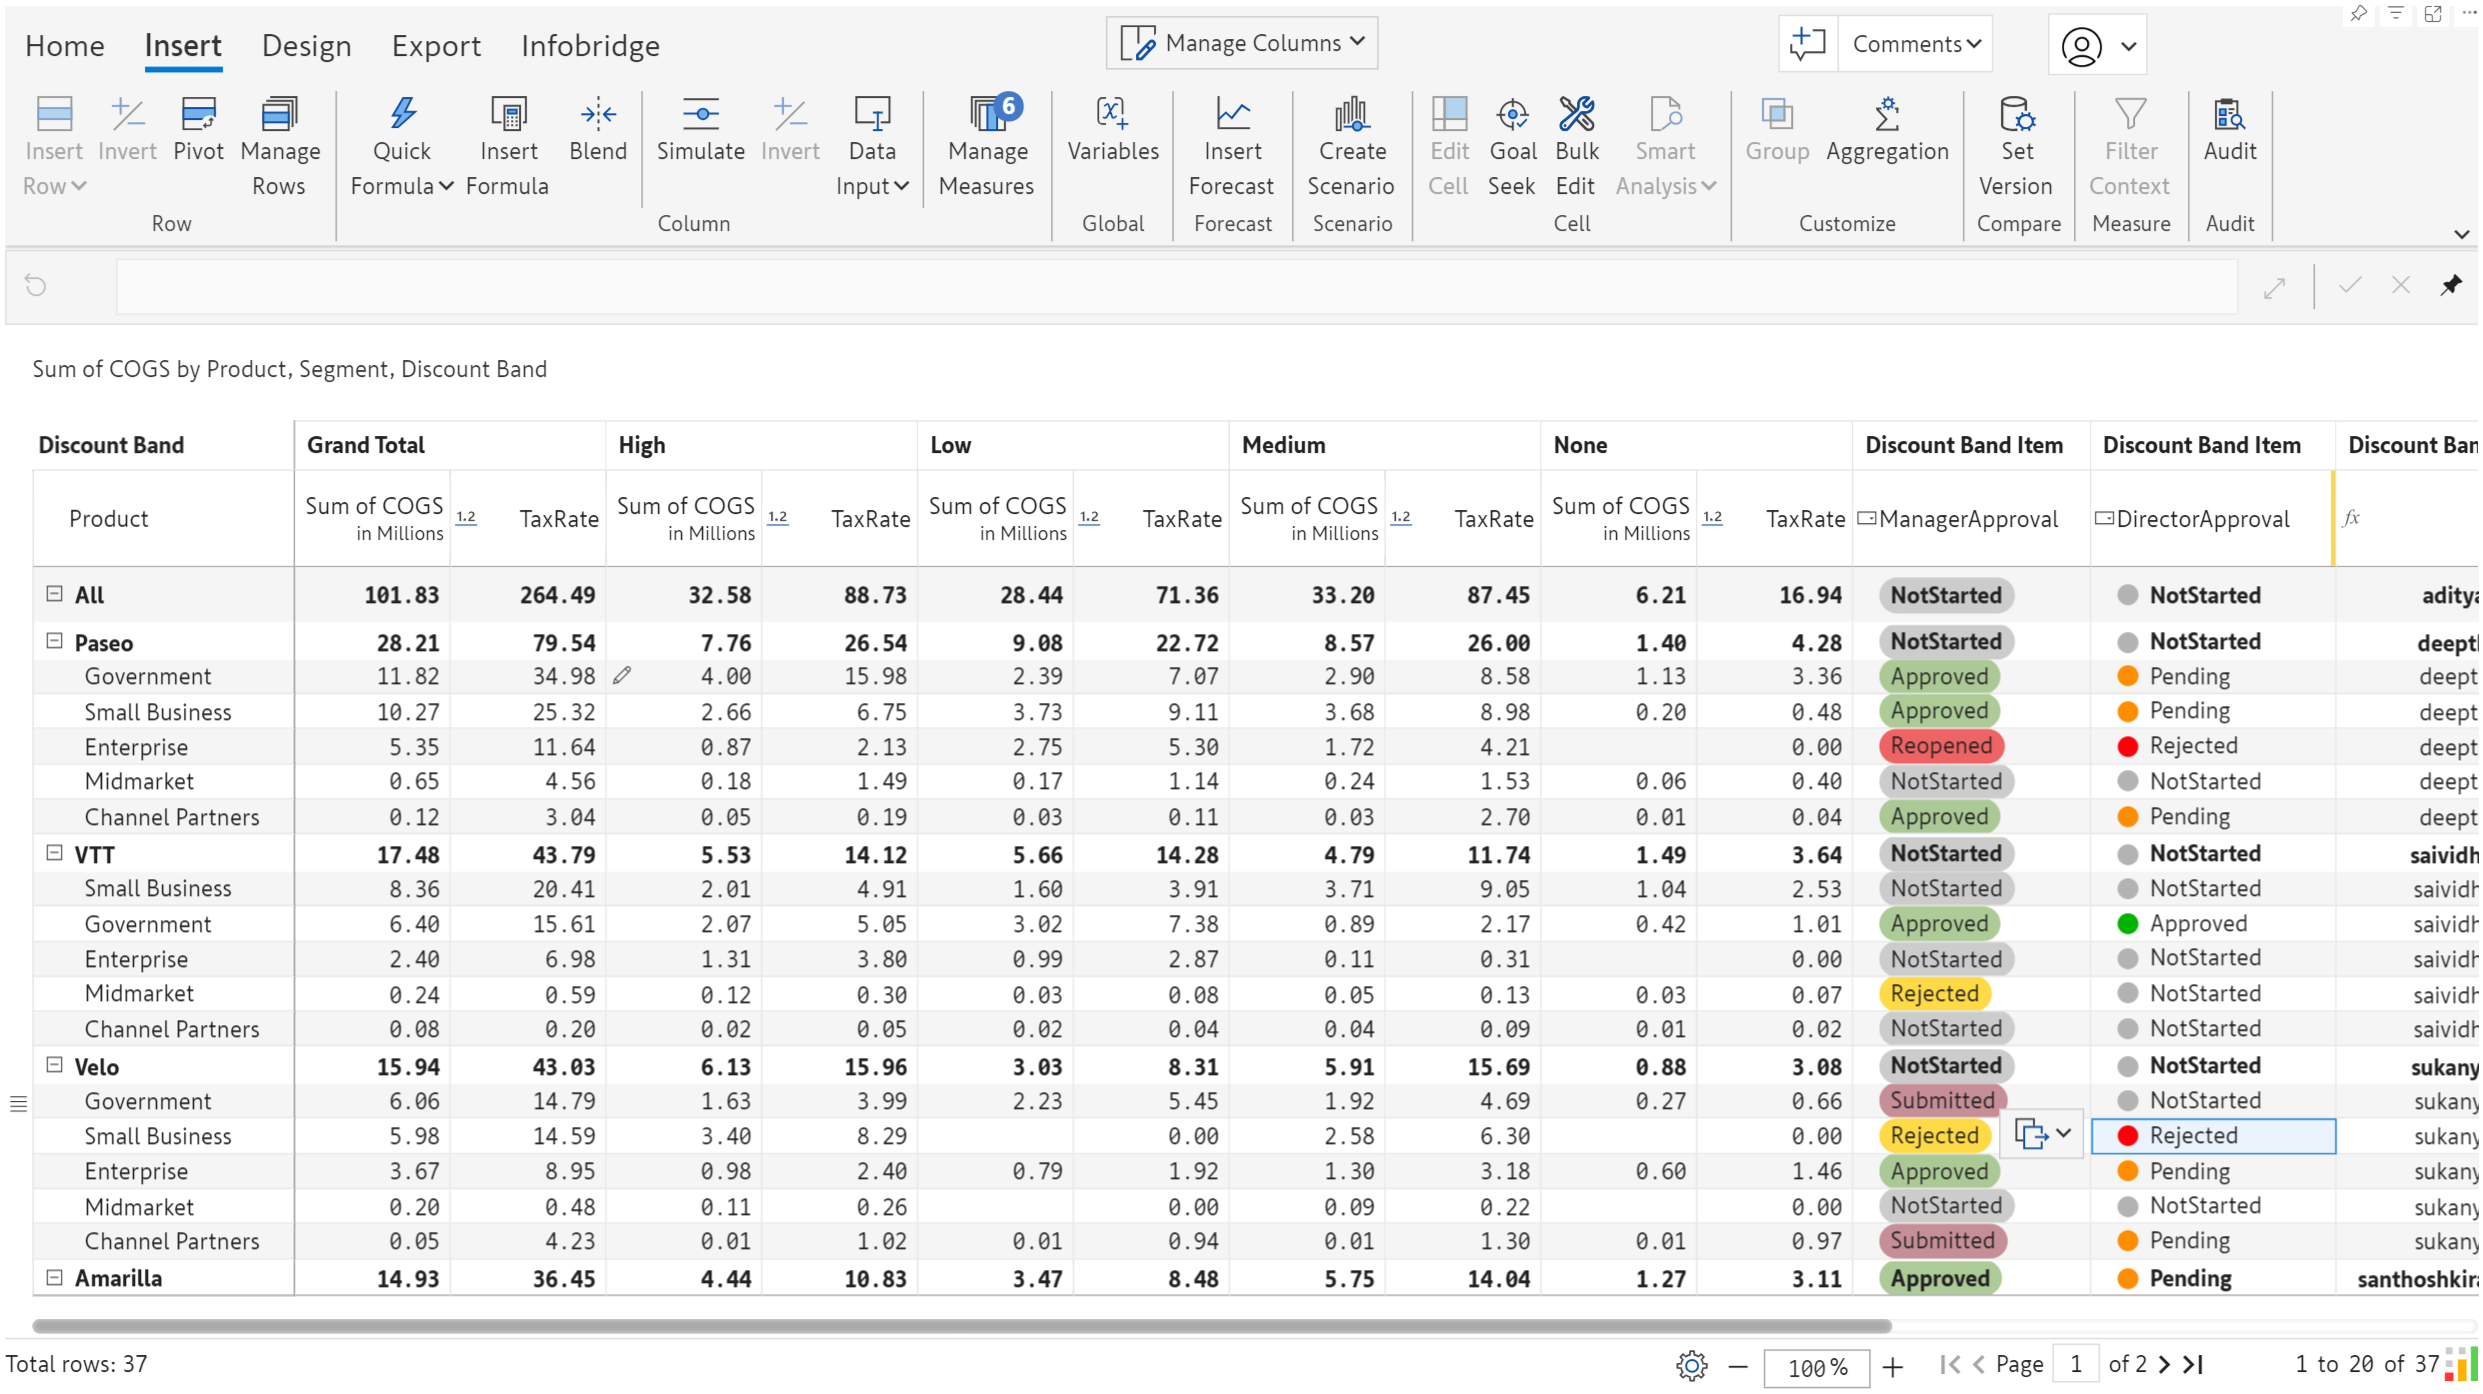 Home Insert Design Export Infobridge Manage Columns Comments
Insert Row Invert Pivot Manage Rows Quick Formula Insert Formula Blend Simulate Invert Data Input 6 Manage Measures Variables Insert Forecast Create Scenario Edit Cell Goal Seek Bulk Edit Smart Analysis Group Aggregation Set Version Filter Context Audit
Row Column Global Forecast Scenario Cell Customize Compare Measure Audit
Sum of COGS by Product, Segment, Discount Band
Discount Band Grand Total High Low Medium None Discount Band Item Discount Band Item Discount Ban
Product Sum of COGS in Millions 1.2 TaxRate Sum of COGS in Millions 1.2 TaxRate Sum of COGS in Millions 1.2 TaxRate Sum of COGS in Millions 1.2 TaxRate Sum of COGS in Millions 1.2 TaxRate ManagerApproval DirectorApproval fx
All 101.83 264.49 32.58 88.73 28.44 71.36 33.20 87.45 6.21 16.94 NotStarted NotStarted aditya
Paseo 28.21 79.54 7.76 26.54 9.08 22.72 8.57 26.00 1.40 4.28 NotStarted NotStarted deept
Government 11.82 34.98 4.00 15.98 2.39 7.07 2.90 8.58 1.13 3.36 Approved Pending deept
Small Business 10.27 25.32 2.66 6.75 3.73 9.11 3.68 8.98 0.20 0.48 Approved Pending deept
Enterprise 5.35 11.64 0.87 2.13 2.75 5.30 1.72 4.21 0.00 Reopened Rejected deept
Midmarket 0.65 4.56 0.18 1.49 0.17 1.14 0.24 1.53 0.06 0.40 NotStarted NotStarted deept
Channel Partners 0.12 3.04 0.05 0.19 0.03 0.11 0.03 2.70 0.01 0.04 Approved Pending deept
VTT 17.48 43.79 5.53 14.12 5.66 14.28 4.79 11.74 1.49 3.64 NotStarted NotStarted saividh
Small Business 8.36 20.41 2.01 4.91 1.60 3.91 3.71 9.05 1.04 2.53 NotStarted NotStarted saividh
Government 6.40 15.61 2.07 5.05 3.02 7.38 0.89 2.17 0.42 1.01 Approved Approved saividh
Enterprise 2.40 6.98 1.31 3.80 0.99 2.87 0.11 0.31 0.00 NotStarted NotStarted saividh
Midmarket 0.24 0.59 0.12 0.30 0.03 0.08 0.05 0.13 0.03 0.07 Rejected NotStarted saividh
Channel Partners 0.08 0.20 0.02 0.05 0.02 0.04 0.04 0.09 0.01 0.02 NotStarted NotStarted saividh
Velo 15.94 43.03 6.13 15.96 3.03 8.31 5.91 15.69 0.88 3.08 NotStarted NotStarted sukany
Government 6.06 14.79 1.63 3.99 2.23 5.45 1.92 4.69 0.27 0.66 Submitted NotStarted sukany
Small Business 5.98 14.59 3.40 8.29 0.00 2.58 6.30 0.00 Rejected Rejected sukany
Enterprise 3.67 8.95 0.98 2.40 0.79 1.92 1.30 3.18 0.60 1.46 Approved Pending sukany
Midmarket 0.20 0.48 0.11 0.26 0.00 0.09 0.22 0.00 NotStarted NotStarted sukany
Channel Partners 0.05 4.23 0.01 1.02 0.01 0.94 0.01 1.30 0.01 0.97 Submitted Pending sukany
Amarilla 14.93 36.45 4.44 10.83 3.47 8.48 5.75 14.04 1.27 3.11 Approved Pending santhoshkira
Total rows: 37 100 % Page 1 of 2 1 to 20 of 37